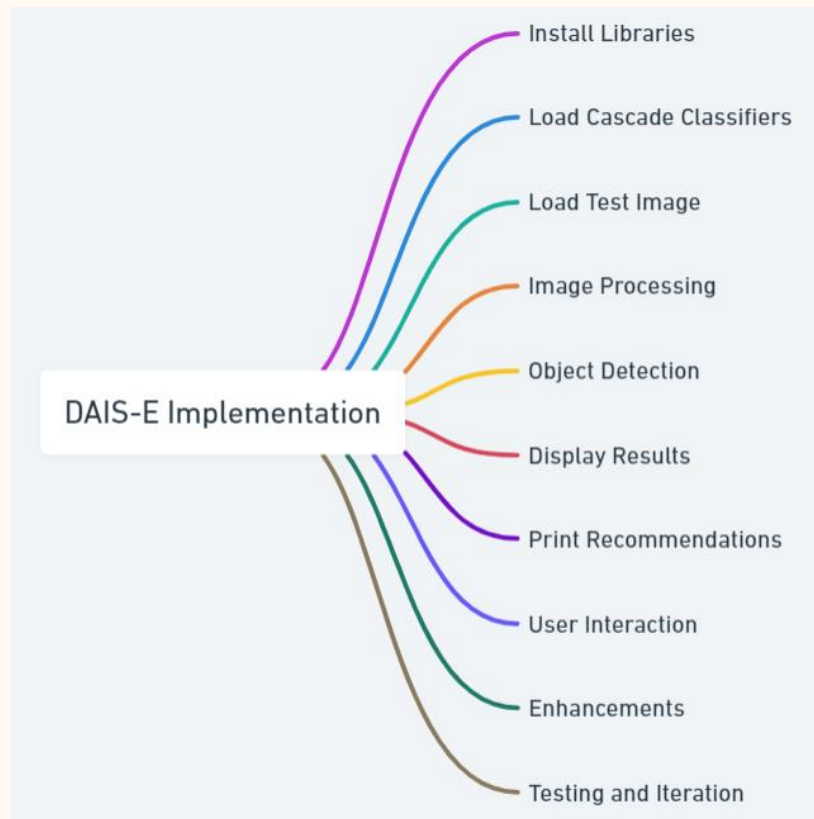 Install Libraries
Load Cascade Classifiers
Load Test Image
Image Processing
Object Detection
DAIS-E Implementation
Display Results
Print Recommendations
User Interaction
Enhancements
Testing and Iteration